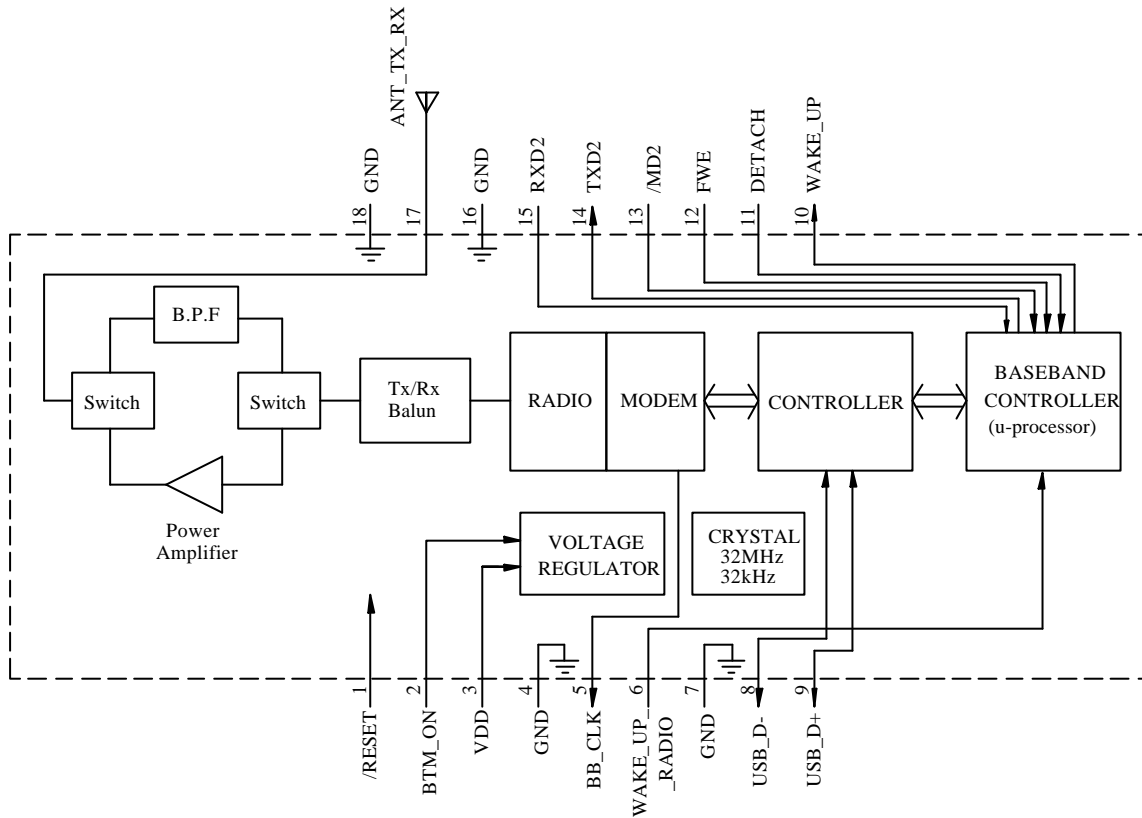 ANT_TX_RX
GND
GND
RXD2
TXD2
/MD2
FWE
DETACH
WAKE_UP
18
17
16
15
14
13
12
11
10
B.P.F
Switch
Switch
Tx/Rx
Balun
RADIO
MODEM
CONTROLLER
BASEBAND
CONTROLLER
(u-processor)
Power
Amplifier
VOLTAGE
REGULATOR
CRYSTAL
32MHz
32kHz
1
2
3
4
5
6
7
8
9
/RESET
BTM_ON
VDD
GND
BB_CLK
WAKE_UP_
_RADIO
GND
USB_D-
USB_D+